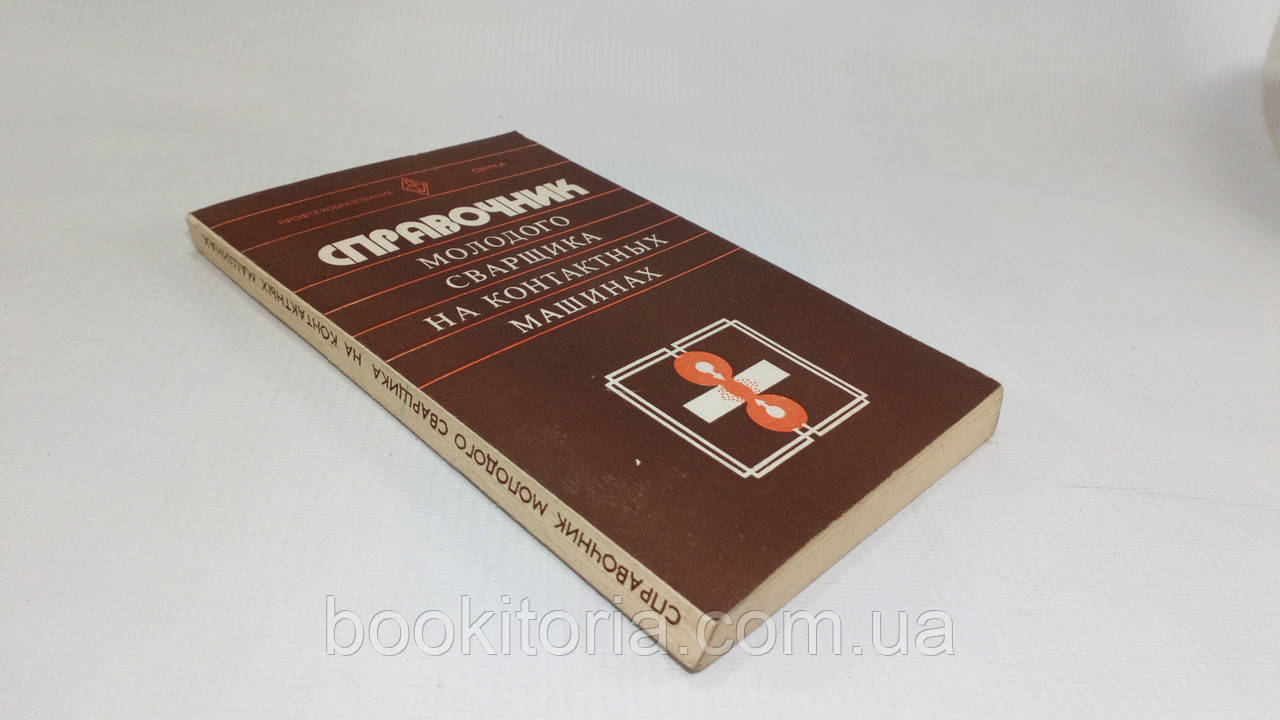 ПРОФТЕХОБРАЗОВАНИЕ СВАРКА
СПРАВОЧНИК
МОЛОДОГО
СВАРЩИКА
НА КОНТАКТНЫХ
МАШИНАХ
СПРАВОЧНИК МОЛОДОГО СВАРЩИКА НА КОНТАКТНЫХ МАШИНАХ
bookitoria.com.ua